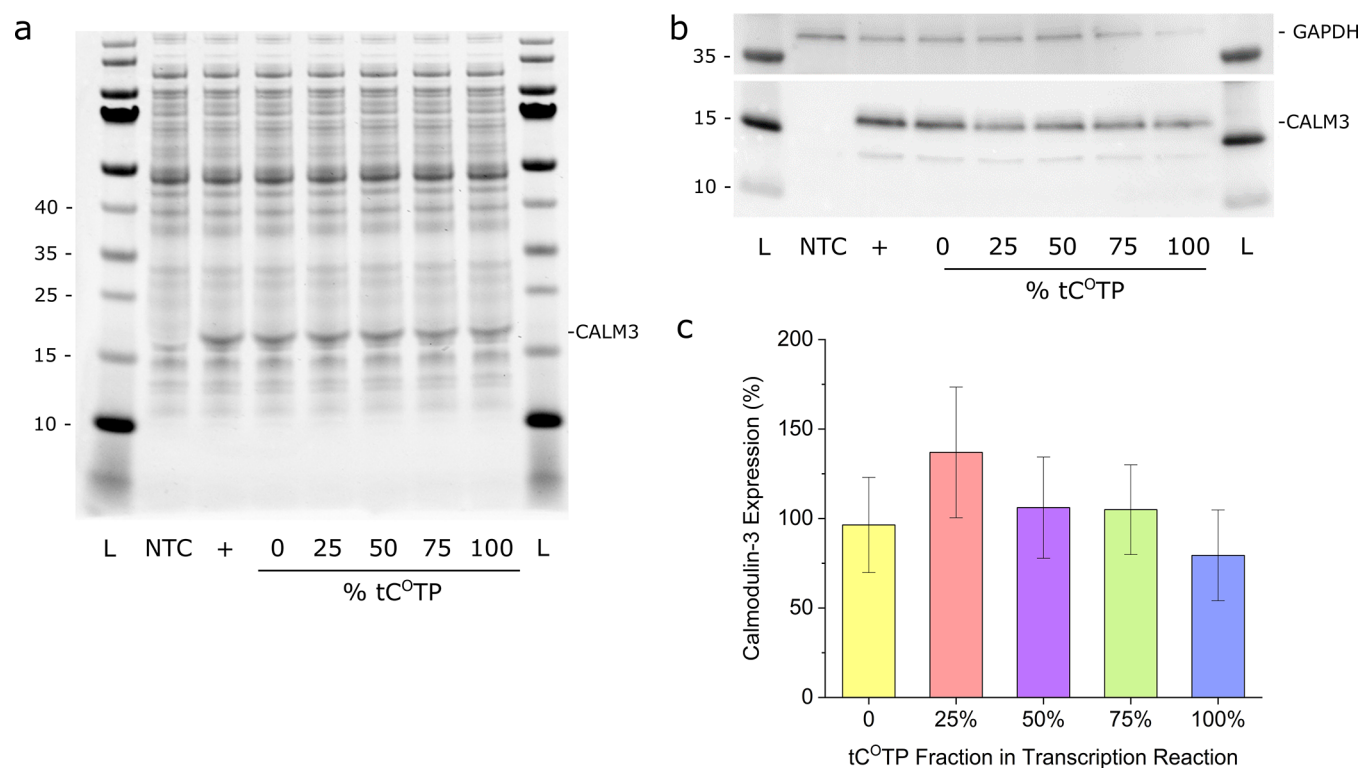 a
40 -
35 -
25 -
15 -
10 -
-CALM3
L NTC + 0 25 50 75 100 L
% tCᴼTP
b
- GAPDH
35 -
15 -
-CALM3
10 -
L NTC + 0 25 50 75 100 L
% tCᴼTP
c
200
150
100
50
0
Calmodulin-3 Expression (%)
0 25% 50% 75% 100%
tCᴼTP Fraction in Transcription Reaction